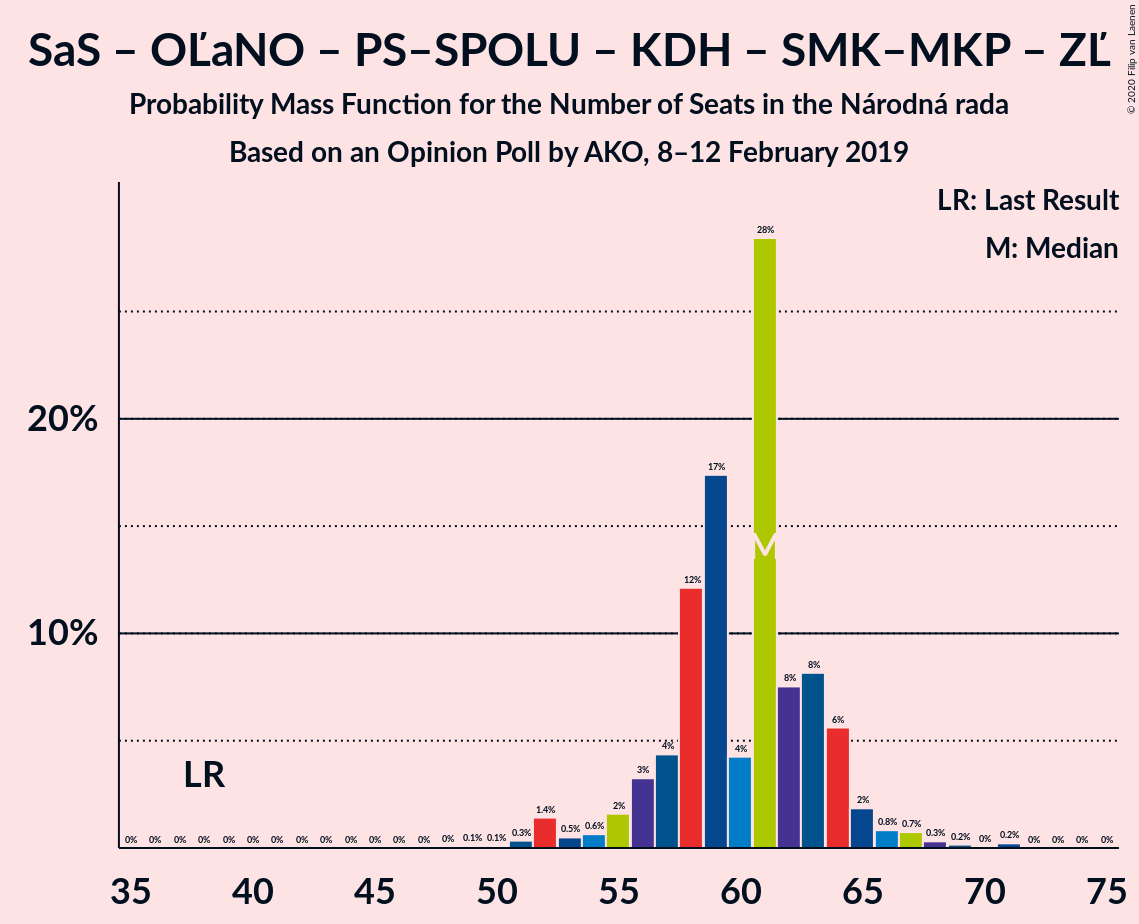 SaS – OĽaNO – PS–SPOLU – KDH – SMK–MKP – ZĽ
Probability Mass Function for the Number of Seats in the Národná rada
Based on an Opinion Poll by AKO, 8–12 February 2019
© 2020 Filip van Laenen
LR: Last Result
M: Median
20%
10%
LR
M
0% 0% 0% 0% 0% 0% 0% 0% 0% 0% 0% 0% 0% 0% 0.1% 0.1% 0.3% 1.4% 0.5% 0.6% 2% 3% 4% 12% 17% 4% 28% 8% 8% 6% 2% 0.8% 0.7% 0.3% 0.2% 0% 0.2% 0% 0% 0% 0%
35 40 45 50 55 60 65 70 75